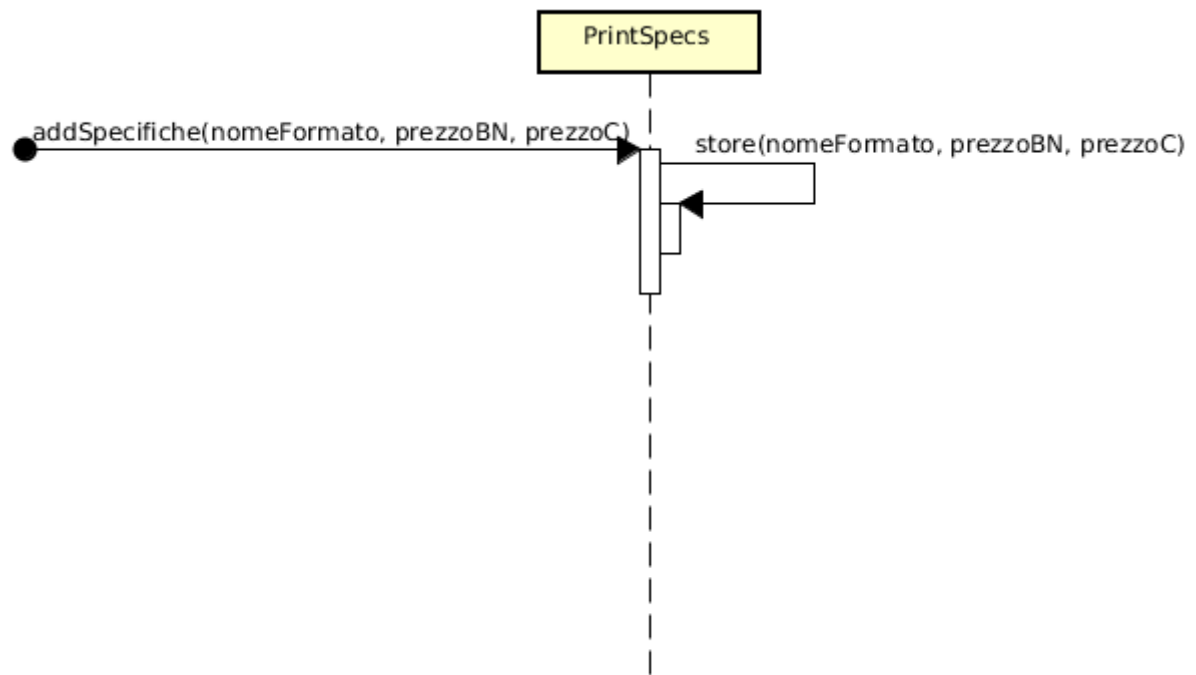 PrintSpecs
addSpecifiche(nomeFormato, prezzoBN, prezzoC)
store(nomeFormato, prezzoBN, prezzoC)